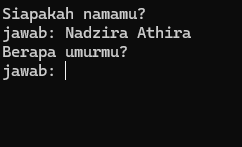 Siapakah namamu?
jawab: Nadzira Athira
Berapa umurmu?
jawab: